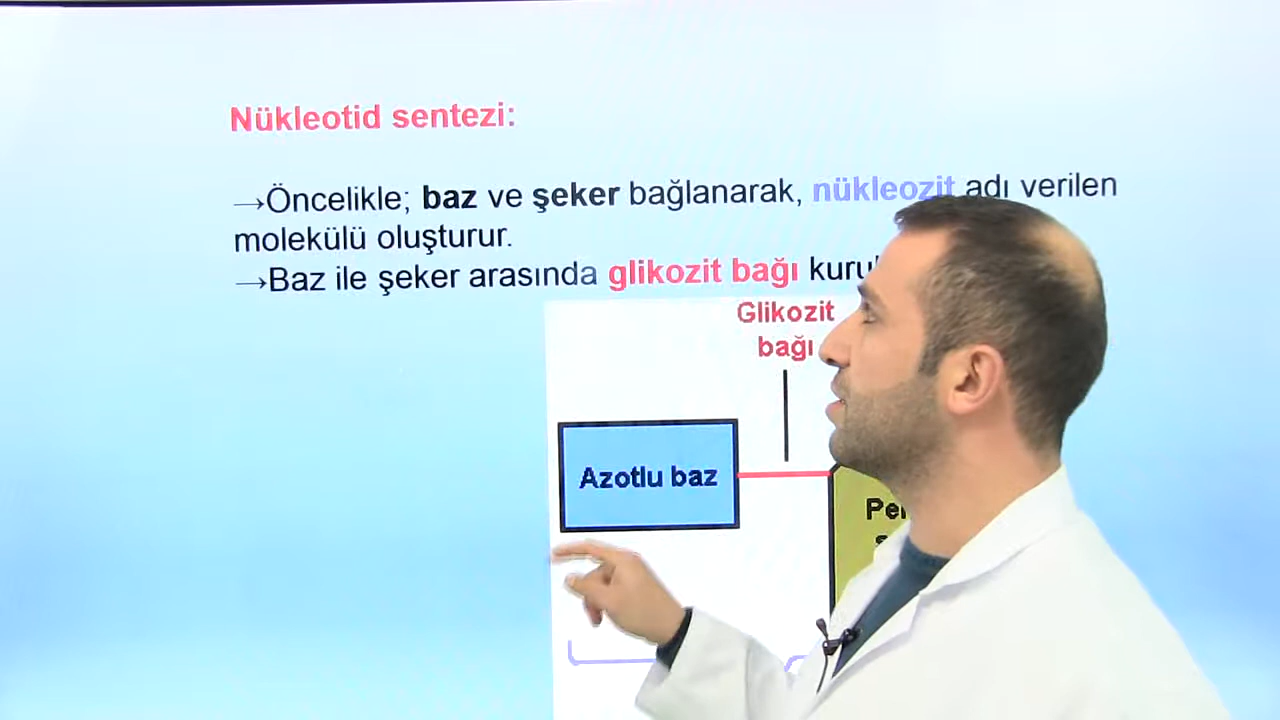 Nükleotid sentezi:
→Öncelikle; baz ve şeker bağlanarak, nükleozit adı verilen
molekülü oluşturur.
→Baz ile şeker arasında glikozit bağı
Glikozit
bağı
Azotlu baz